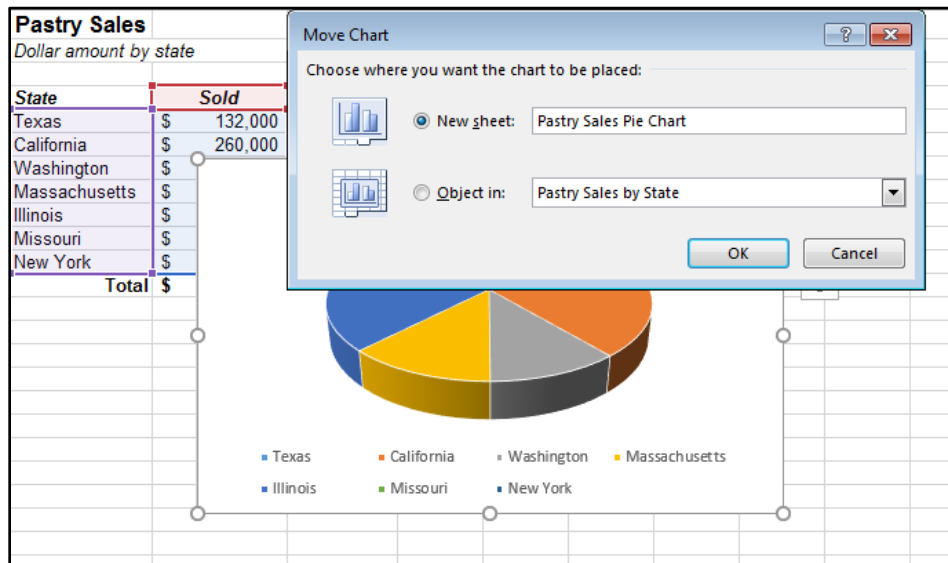 Pastry Sales
Dollar amount by state
State Sold
Texas $ 132,000
California $ 260,000
Washington $
Massachusetts $
Illinois $
Missouri $
New York $
Total $
Move Chart
?
Choose where you want the chart to be placed:
New sheet: Pastry Sales Pie Chart
Object in: Pastry Sales by State
OK Cancel
Texas California Washington Massachusetts
Illinois Missouri New York